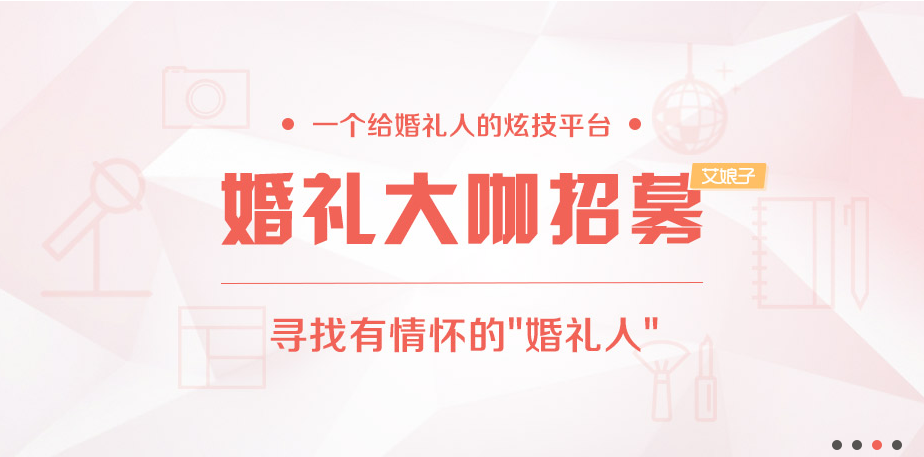 一个给婚礼人的炫技平台
婚礼大咖招募
艾娘子
寻找有情怀的"婚礼人"